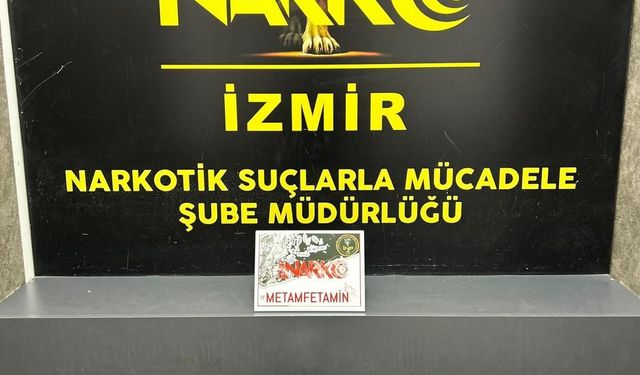 NARKO
İZMİR
NARKOTİK SUÇLARLA MÜCADELE
ŞUBE MÜDÜRLÜĞÜ
NARKO
METAMFETAMİN